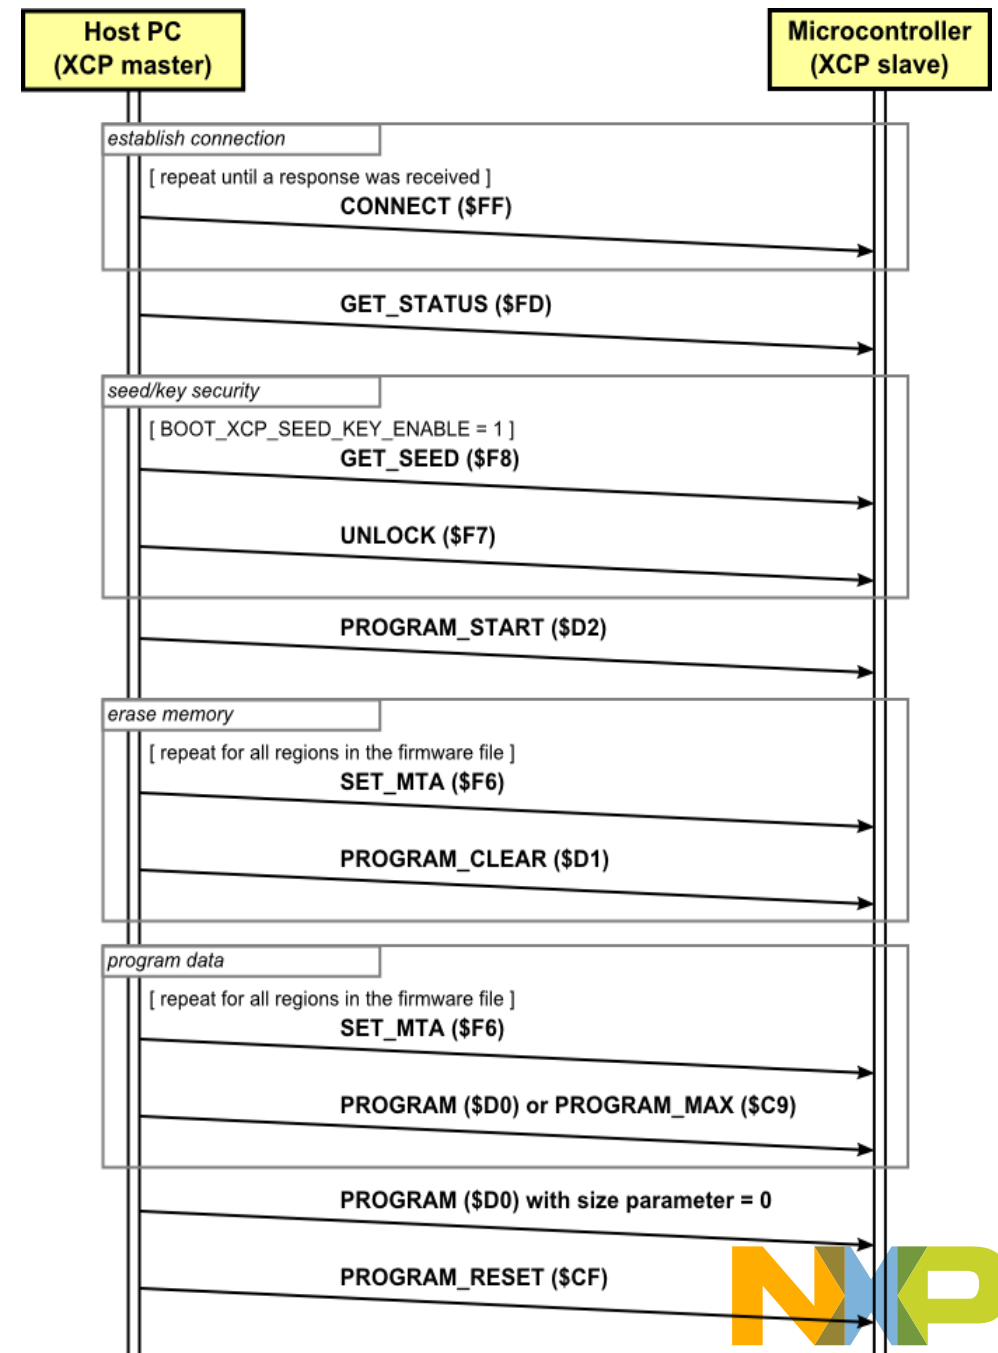 Host PC
(XCP master)
Microcontroller
(XCP slave)
establish connection
[ repeat until a response was received ]
CONNECT ($FF)
GET_STATUS ($FD)
seed/key security
[ BOOT_XCP_SEED_KEY_ENABLE = 1 ]
GET_SEED ($F8)
UNLOCK ($F7)
PROGRAM_START ($D2)
erase memory
[ repeat for all regions in the firmware file ]
SET_MTA ($F6)
PROGRAM_CLEAR ($D1)
program data
[ repeat for all regions in the firmware file ]
SET_MTA ($F6)
PROGRAM ($D0) or PROGRAM_MAX ($C9)
PROGRAM ($D0) with size parameter = 0
PROGRAM_RESET ($CF)
NXP